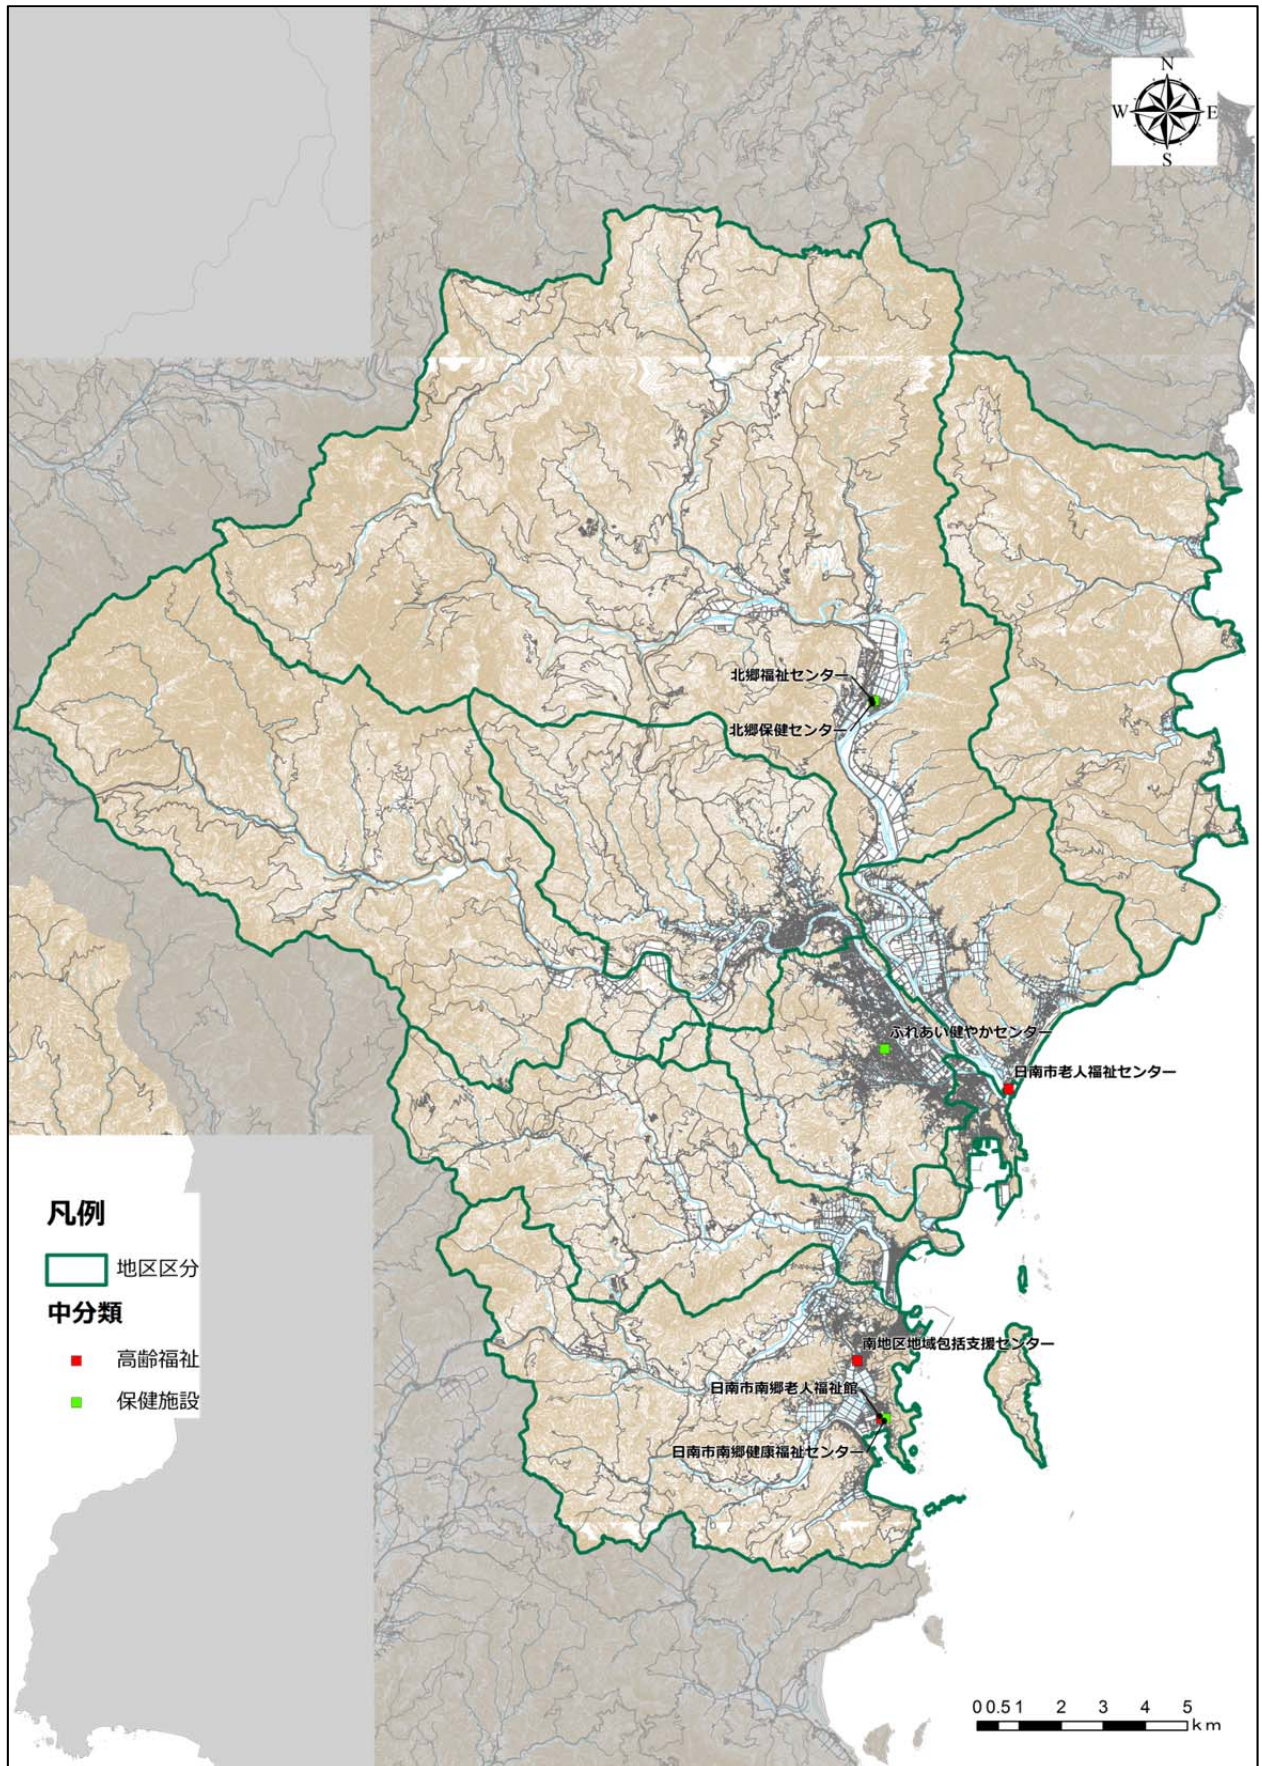 N
W
E
S
北郷福祉センター
北郷保健センター
ふれあい健やかセンター
日南市老人福祉センター
凡例
地区区分
中分類
高齢福祉
保健施設
南地区地域包括支援センター
日南市南郷老人福祉館
日南市南郷健康福祉センター
0 0.5 1 2 3 4 5
km